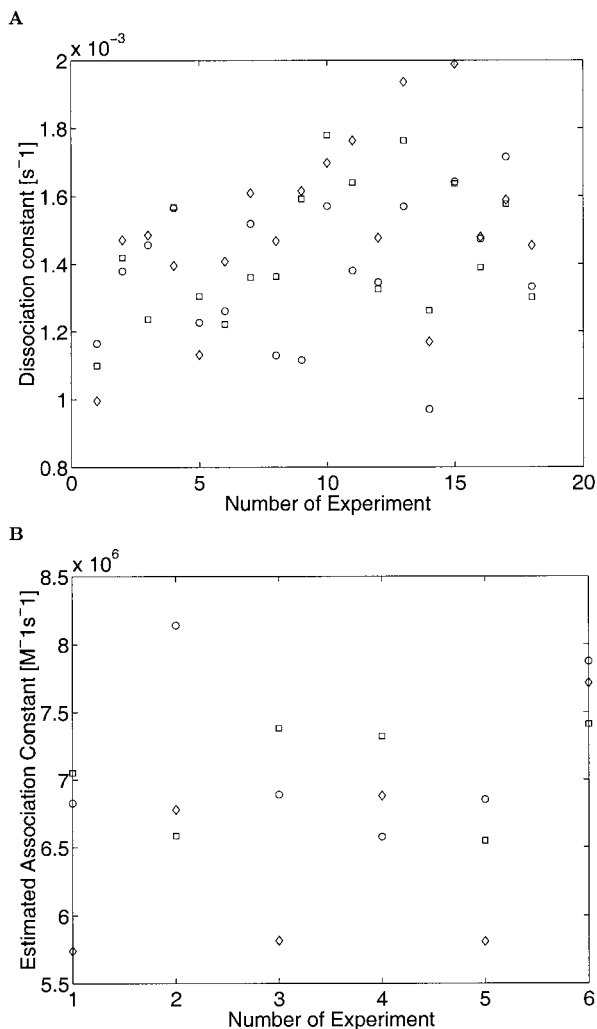 A
x 10⁻³
2
1.8
1.6
1.4
1.2
1
0.8
Dissociation constant [s⁻1]
0 5 10 15 20
Number of Experiment
B
x 10⁶
8.5
8
7.5
7
6.5
6
5.5
Estimated Association Constant [M⁻1s⁻1]
1 2 3 4 5 6
Number of Experiment